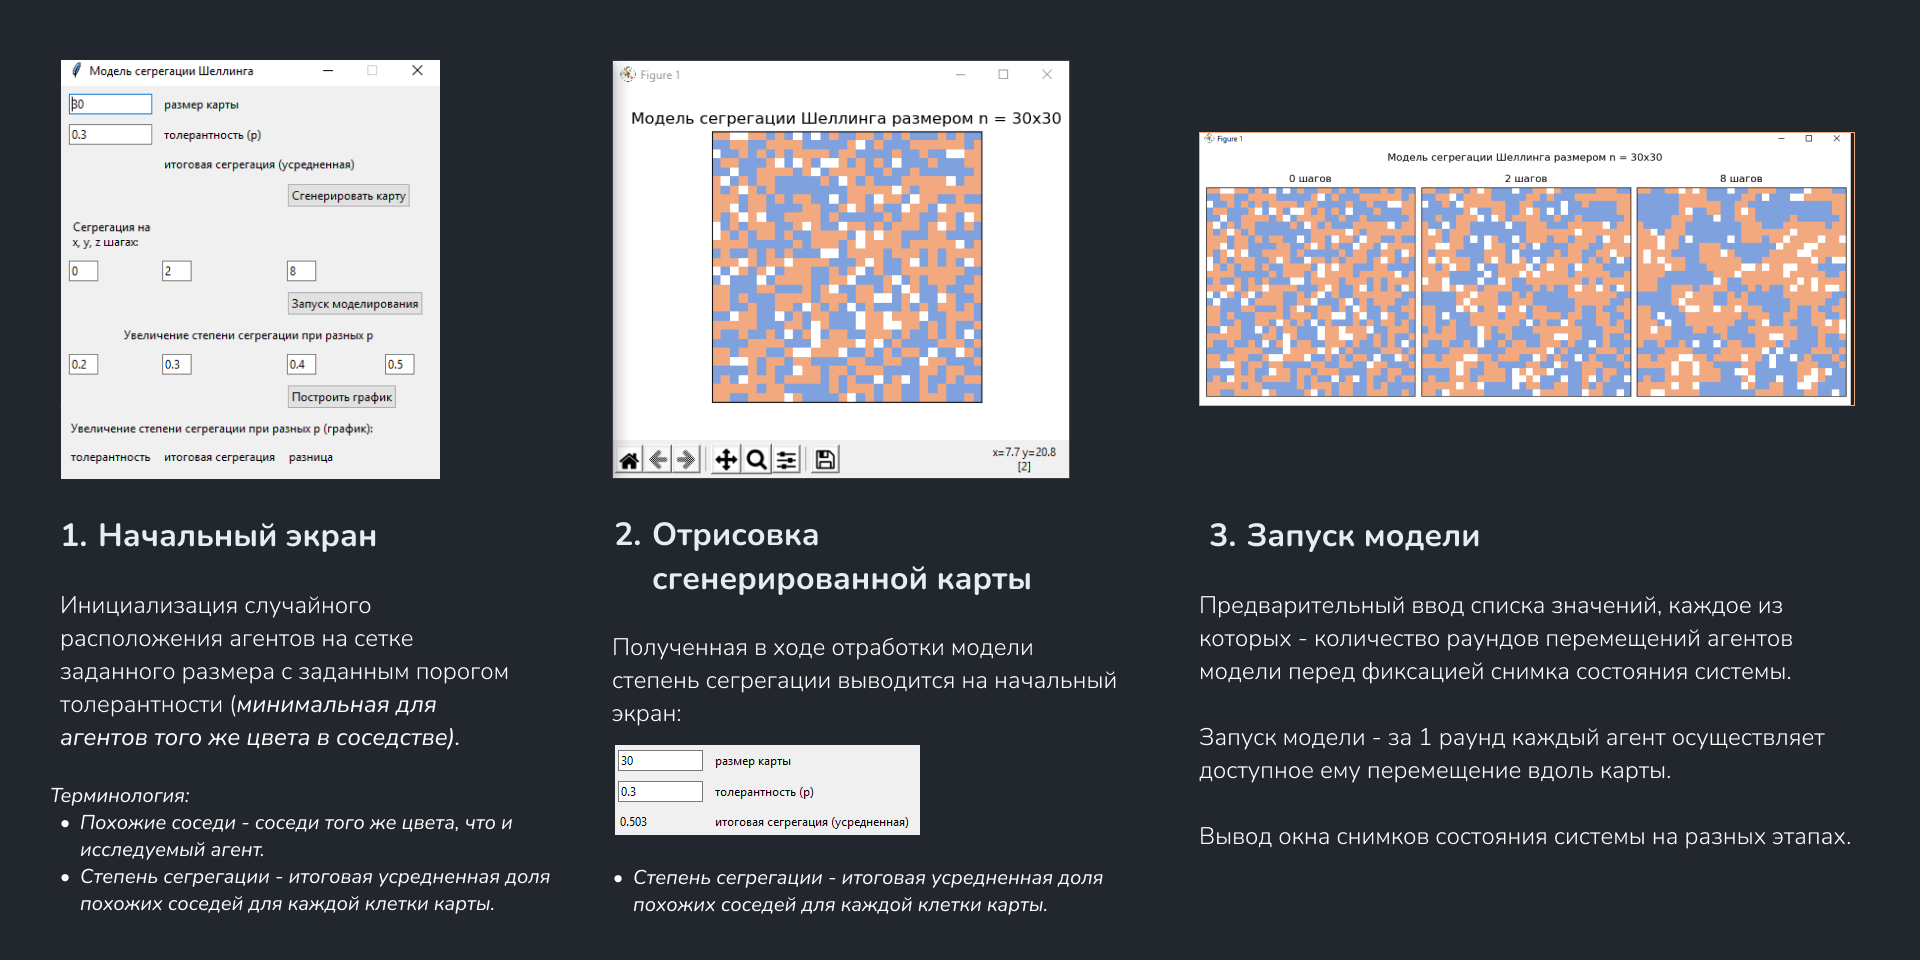 Модель сегрегации Шеллинга
30 размер карты
0.3 толерантность (p)
итоговая сегрегация (усредненная)
Сгенерировать карту
Сегрегация на
x, y, z шагах:
0 2 8
Запуск моделирования
Увеличение степени сегрегации при разных p
0.2 0.3 0.4 0.5
Построить график
Увеличение степени сегрегации при разных p (график):
толерантность итоговая сегрегация разница
1. Начальный экран
Инициализация случайного
расположения агентов на сетке
заданного размера с заданным порогом
толерантности (минимальная для
агентов того же цвета в соседстве).
Терминология:
• Похожие соседи - соседи того же цвета, что и
исследуемый агент.
• Степень сегрегации - итоговая усредненная доля
похожих соседей для каждой клетки карты.
Figure 1
Модель сегрегации Шеллинга размером n = 30x30
x=7.7 y=20.8
[2]
2. Отрисовка
сгенерированной карты
Полученная в ходе отработки модели
степень сегрегации выводится на начальный
экран:
30 размер карты
0.3 толерантность (p)
0.503 итоговая сегрегация (усредненная)
• Степень сегрегации - итоговая усредненная доля
похожих соседей для каждой клетки карты.
Figure 1
Модель сегрегации Шеллинга размером n = 30x30
0 шагов 2 шагов 8 шагов
3. Запуск модели
Предварительный ввод списка значений, каждое из
которых - количество раундов перемещений агентов
модели перед фиксацией снимка состояния системы.
Запуск модели - за 1 раунд каждый агент осуществляет
доступное ему перемещение вдоль карты.
Вывод окна снимков состояния системы на разных этапах.